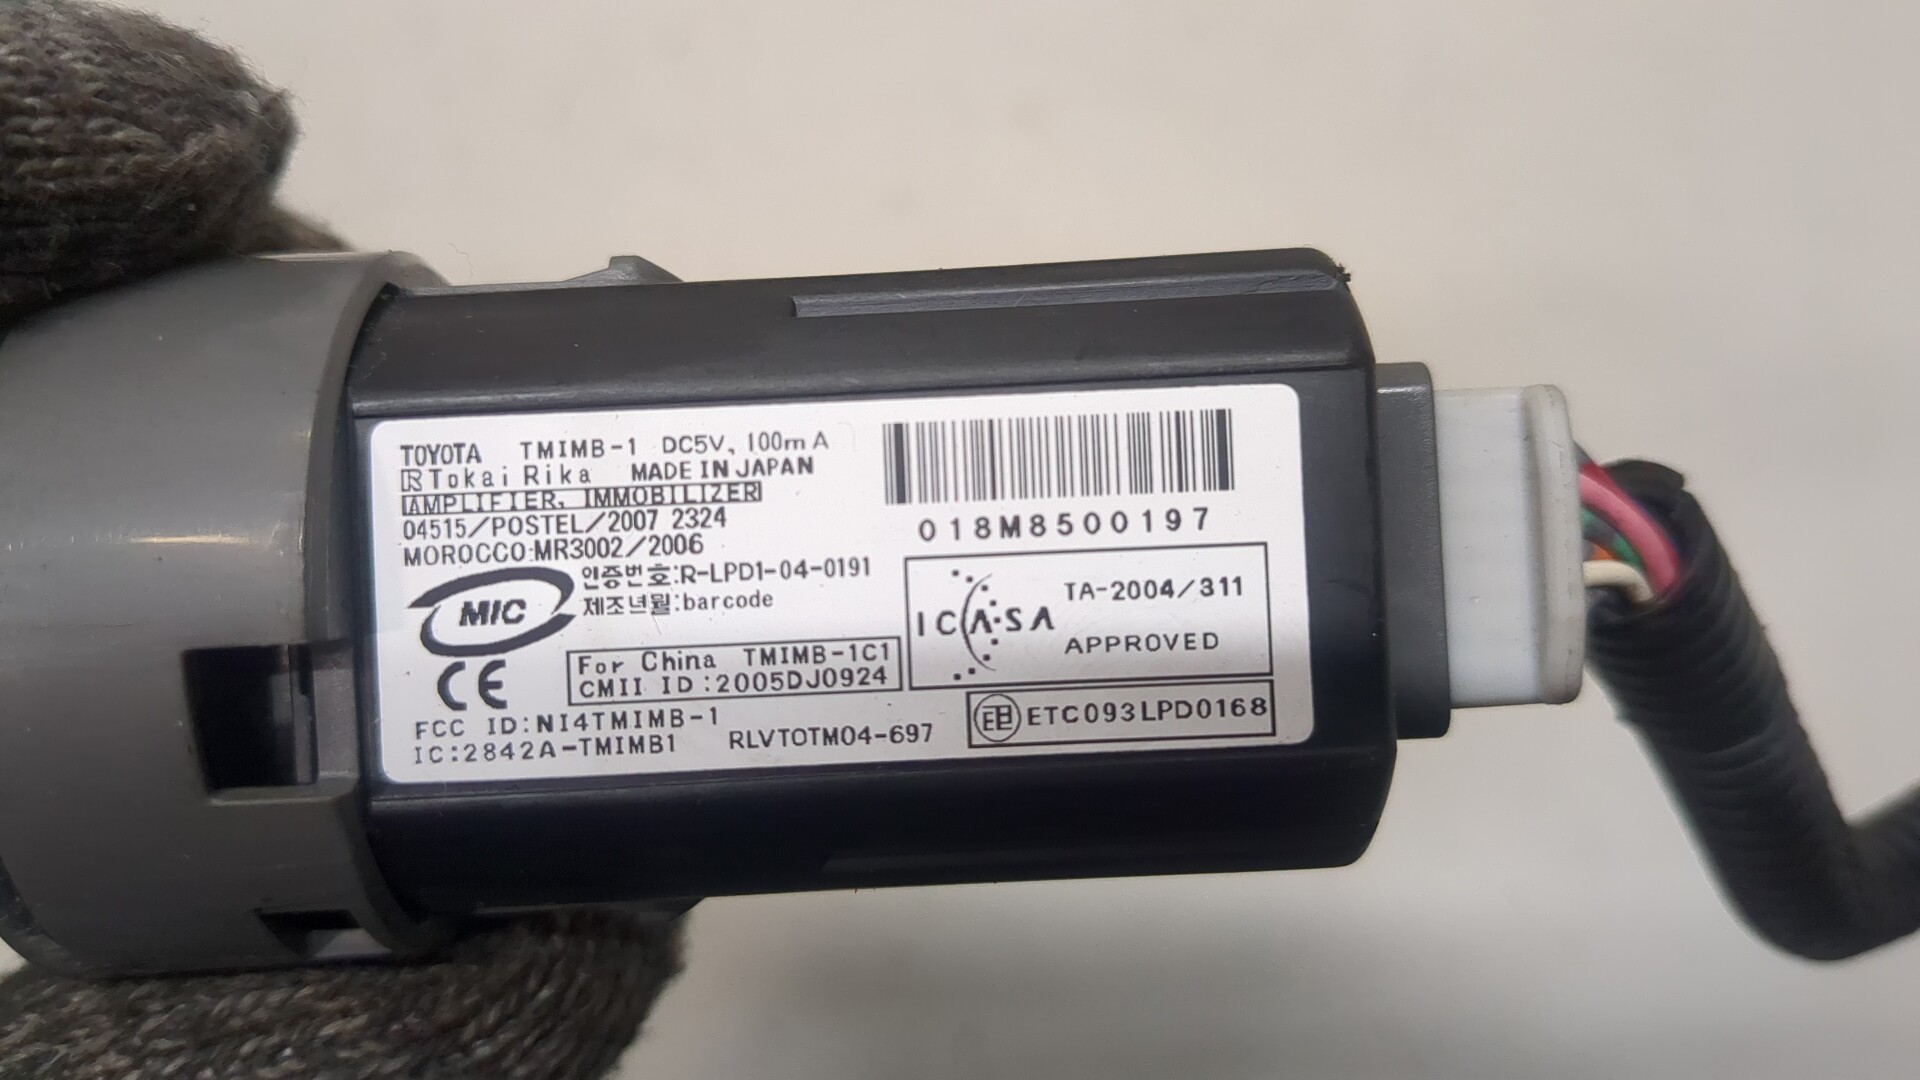 TOYOTA TMIMB-1 DC5V, 100mA
Tokai Rika MADE IN JAPAN
AMPLIFIER, IMMOBILIZER
04515/POSTEL/2007 2324
MOROCCO:MR3002/2006
MIC
인증번호:R-LPD1-04-0191
제조년월:barcode
CE
For China TMIMB-1C1
CMII ID:2005DJ0924
FCC ID:NI4TMIMB-1
IC:2842A-TMIMB1 RLVTOTM04-697
018M8500197
ICASA
TA-2004/311
APPROVED
ETC093LPD0168